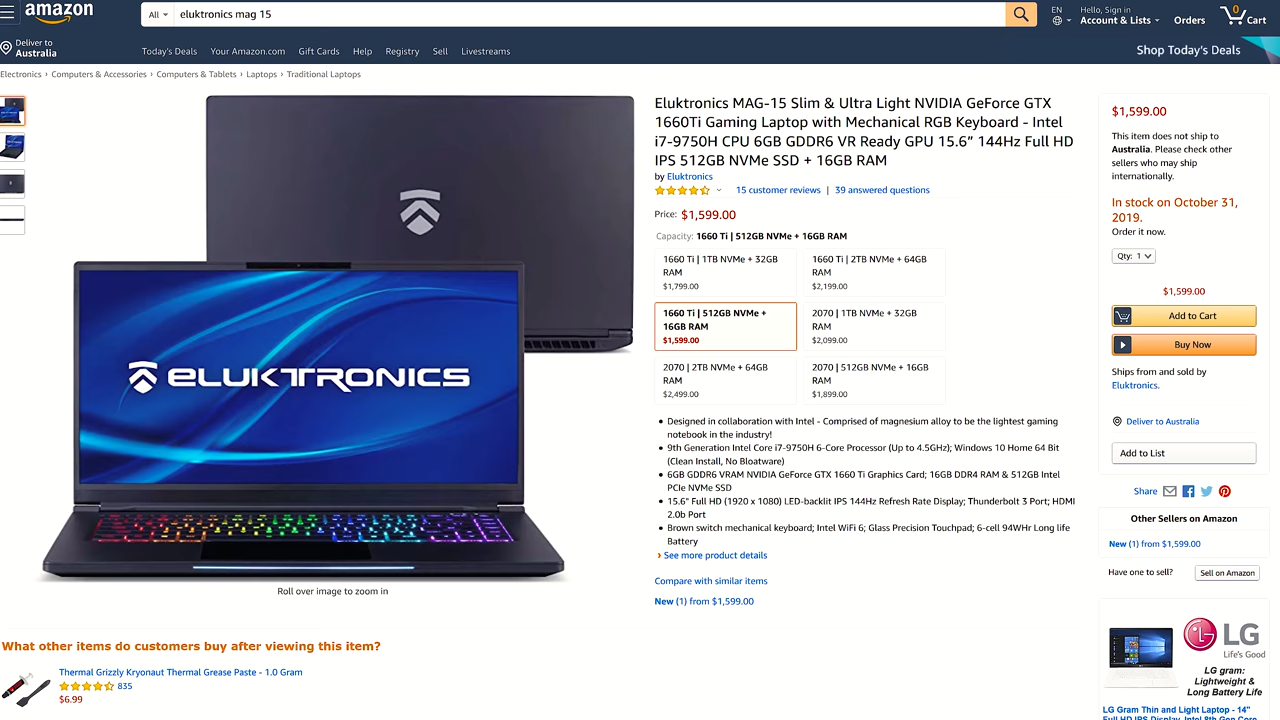 amazon
All
eluktronics mag 15
EN
Hello, Sign in
Account & Lists
Orders
0
Cart
Deliver to
Australia
Today's Deals
Your Amazon.com
Gift Cards
Help
Registry
Sell
Livestreams
Shop Today's Deals
Electronics › Computers & Accessories › Computers & Tablets › Laptops › Traditional Laptops
ELUKTRONICS
Roll over image to zoom in
Eluktronics MAG-15 Slim & Ultra Light NVIDIA GeForce GTX
1660Ti Gaming Laptop with Mechanical RGB Keyboard - Intel
i7-9750H CPU 6GB GDDR6 VR Ready GPU 15.6” 144Hz Full HD
IPS 512GB NVMe SSD + 16GB RAM
by Eluktronics
15 customer reviews | 39 answered questions
Price: $1,599.00
Capacity: 1660 Ti | 512GB NVMe + 16GB RAM
1660 Ti | 1TB NVMe + 32GB
RAM
$1,799.00
1660 Ti | 2TB NVMe + 64GB
RAM
$2,199.00
1660 Ti | 512GB NVMe +
16GB RAM
$1,599.00
2070 | 1TB NVMe + 32GB
RAM
$2,099.00
2070 | 2TB NVMe + 64GB
RAM
$2,499.00
2070 | 512GB NVMe + 16GB
RAM
$1,899.00
• Designed in collaboration with Intel - Comprised of magnesium alloy to be the lightest gaming
notebook in the industry!
• 9th Generation Intel Core i7-9750H 6-Core Processor (Up to 4.5GHz); Windows 10 Home 64 Bit
(Clean Install, No Bloatware)
• 6GB GDDR6 VRAM NVIDIA GeForce GTX 1660 Ti Graphics Card; 16GB DDR4 RAM & 512GB Intel
PCIe NVMe SSD
• 15.6" Full HD (1920 x 1080) LED-backlit IPS 144Hz Refresh Rate Display; Thunderbolt 3 Port; HDMI
2.0b Port
• Brown switch mechanical keyboard; Intel WiFi 6; Glass Precision Touchpad; 6-cell 94WHr Long life
Battery
› See more product details
Compare with similar items
New (1) from $1,599.00
$1,599.00
This item does not ship to
Australia. Please check other
sellers who may ship
internationally.
In stock on October 31,
2019.
Order it now.
Qty: 1
$1,599.00
Add to Cart
Buy Now
Ships from and sold by
Eluktronics.
Deliver to Australia
Add to List
Share
Other Sellers on Amazon
New (1) from $1,599.00
Have one to sell?
Sell on Amazon
LG
Life's Good
LG gram:
Lightweight &
Long Battery Life
LG Gram Thin and Light Laptop - 14"
Full HD IPS Display, Intel 8th Gen Core
What other items do customers buy after viewing this item?
Thermal Grizzly Kryonaut Thermal Grease Paste - 1.0 Gram
835
$6.99